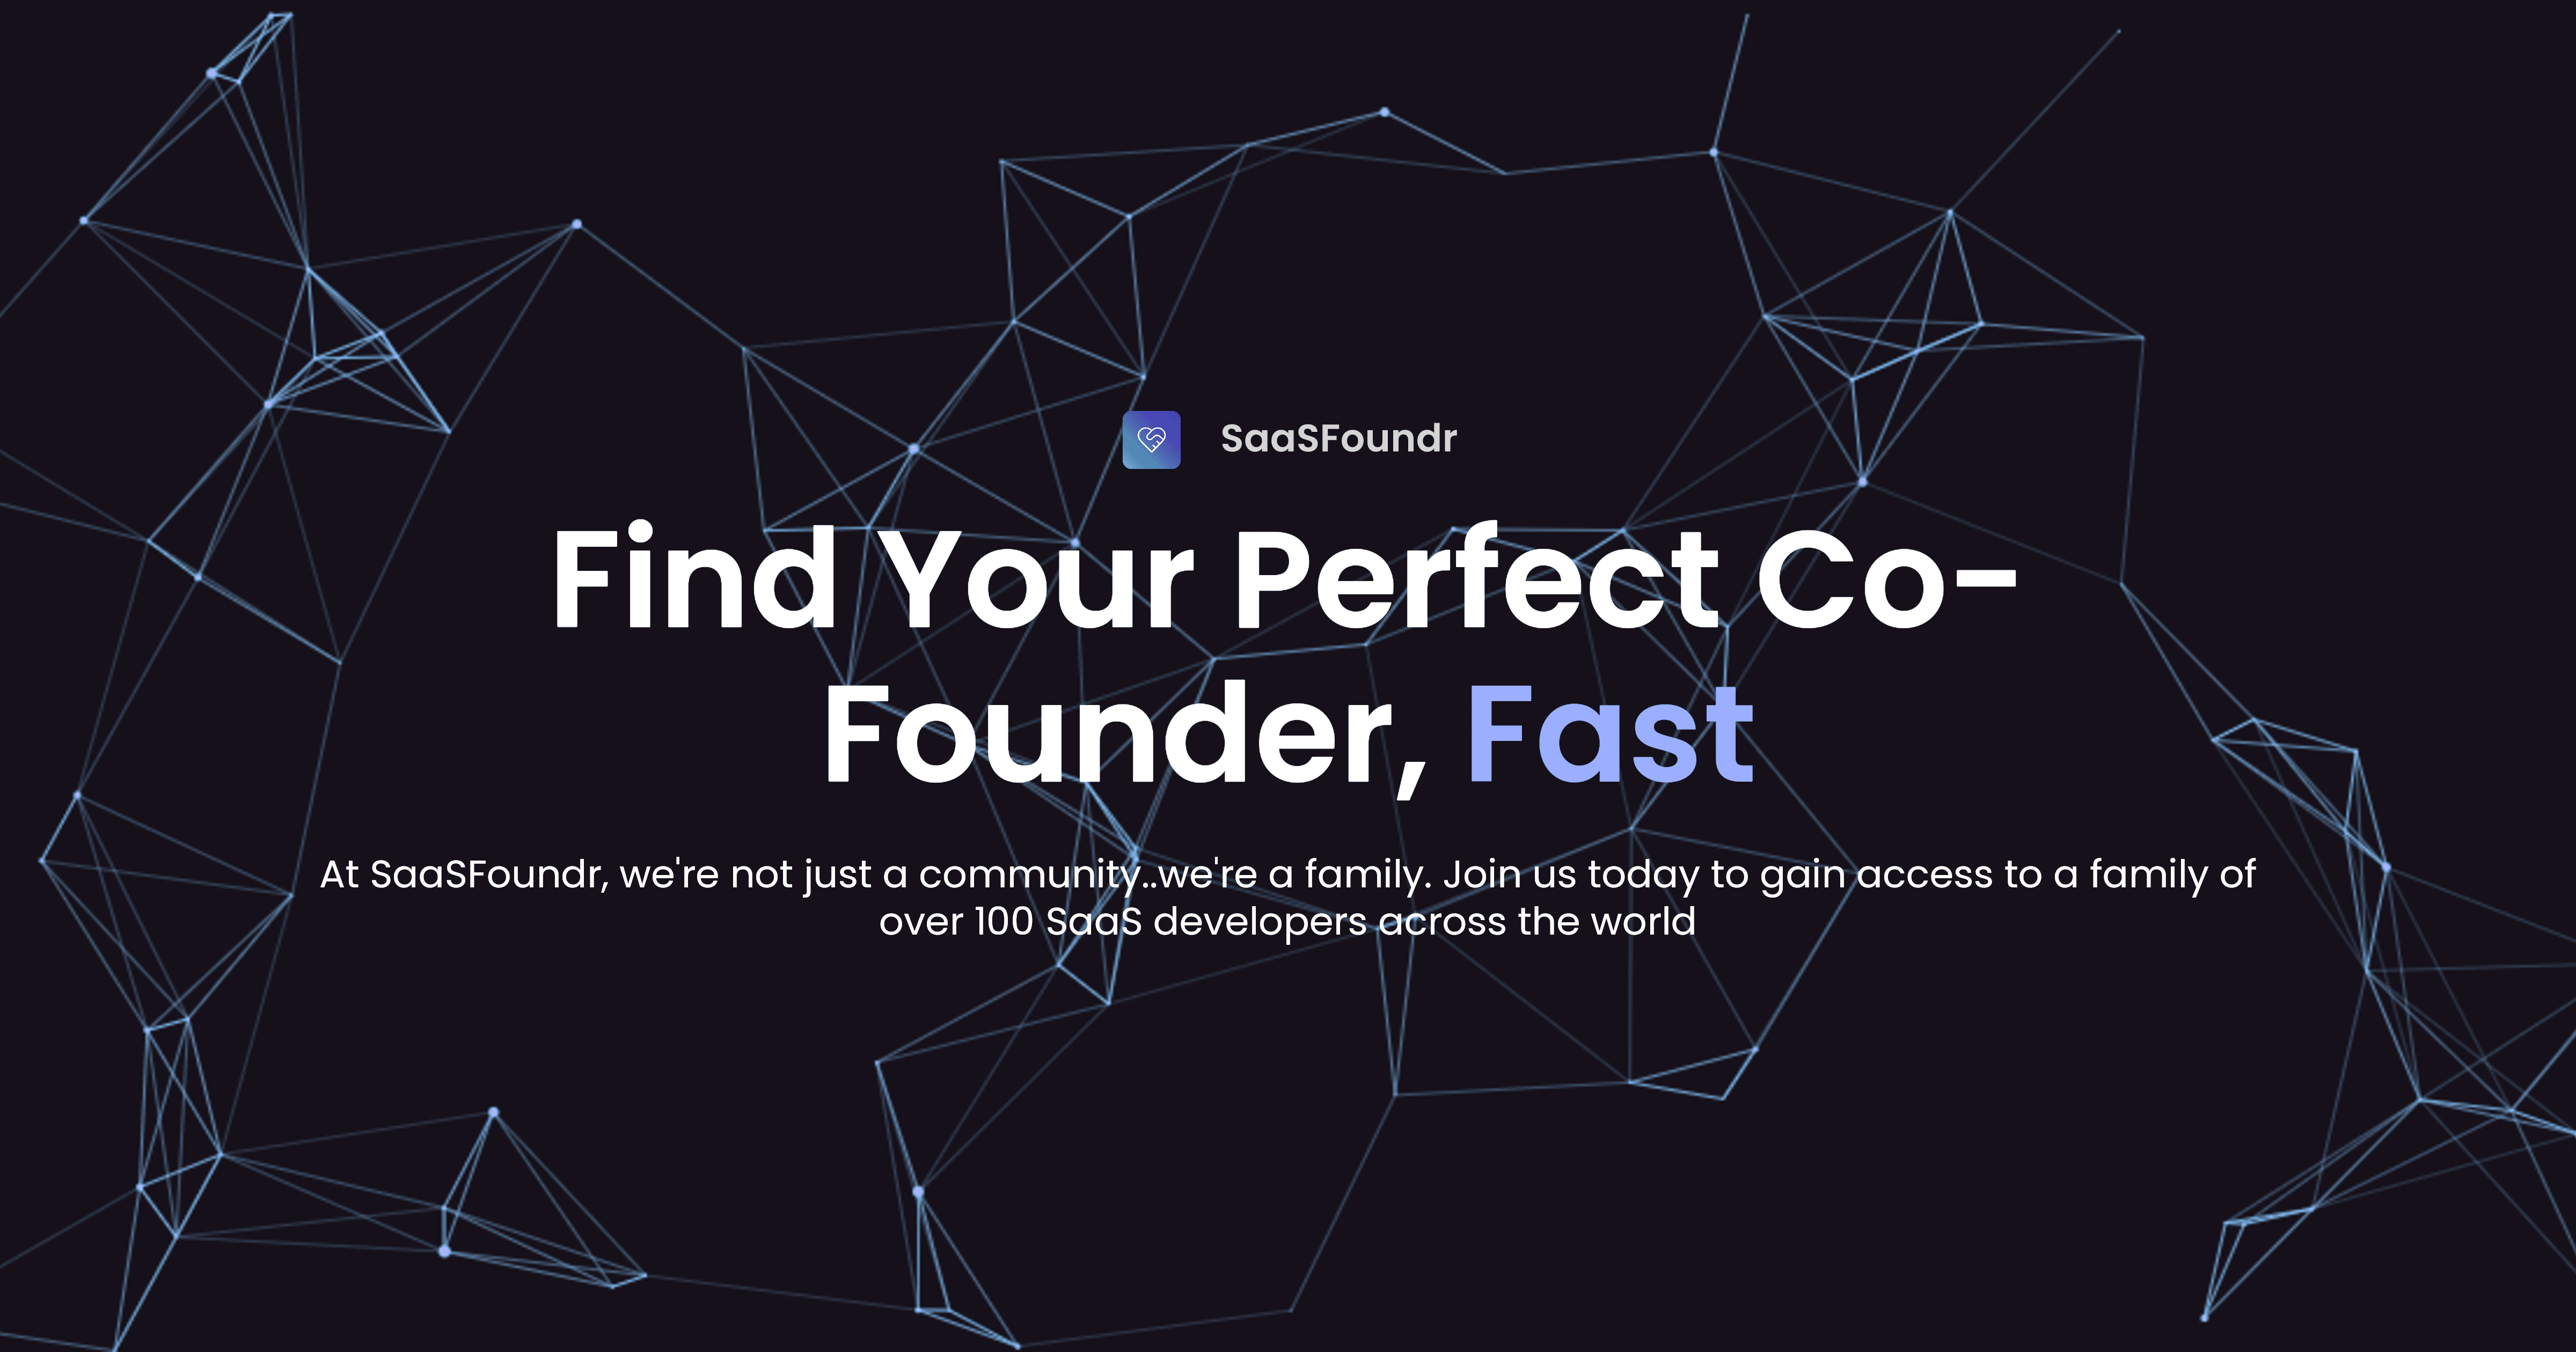 SaaSFoundr
Find Your Perfect Co-
Founder, Fast
At SaaSFoundr, we're not just a community..we're a family. Join us today to gain access to a family of
over 100 SaaS developers across the world